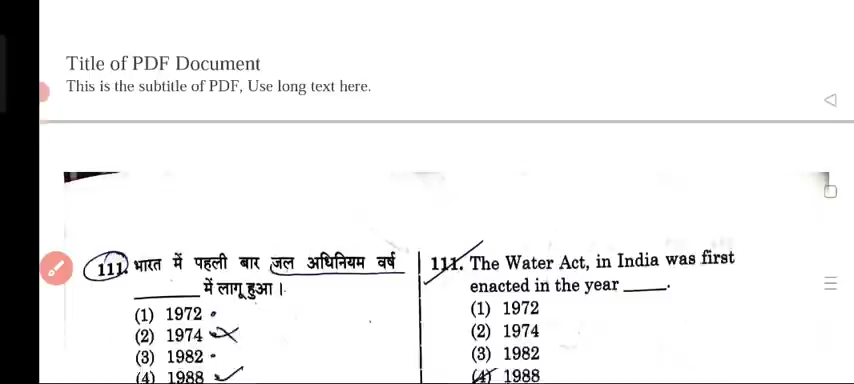 Title of PDF Document
This is the subtitle of PDF, Use long text here.
111. भारत में पहली बार जल अधिनियम वर्ष
______ में लागू हुआ ।
(1) 1972
(2) 1974
(3) 1982
(4) 1988
111. The Water Act, in India was first
enacted in the year ______.
(1) 1972
(2) 1974
(3) 1982
(4) 1988